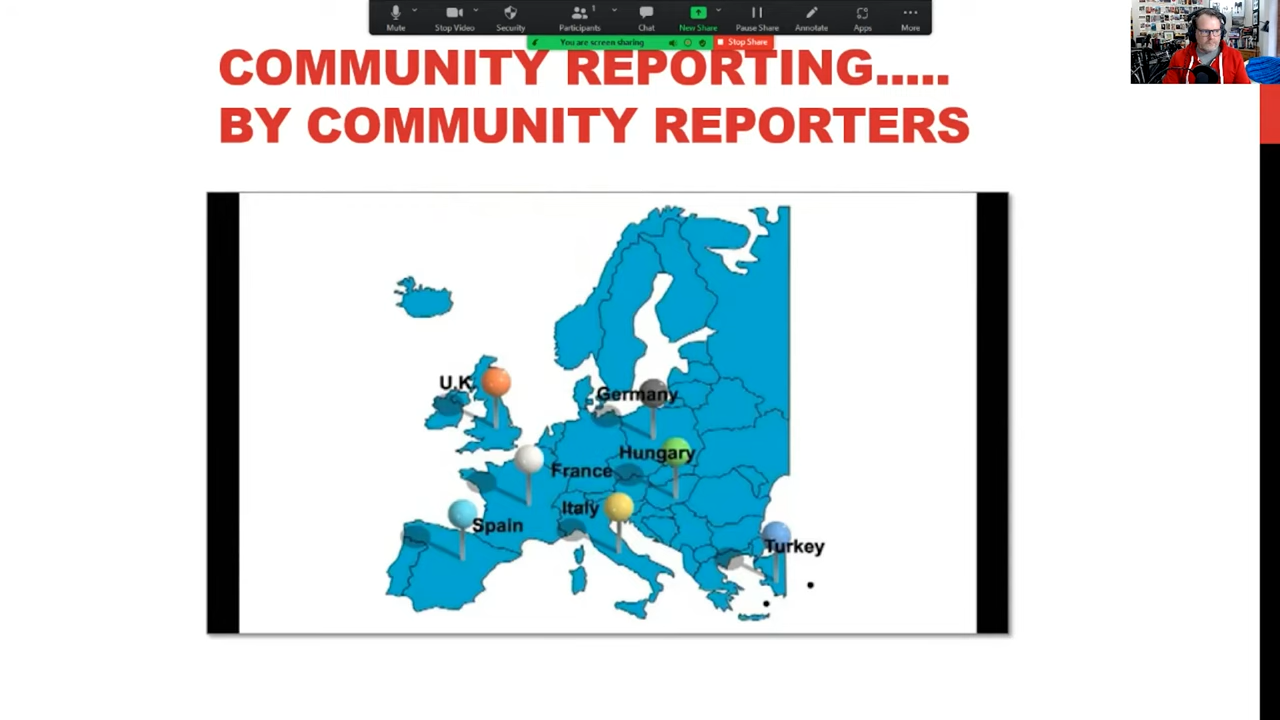 1
Mute
Stop Video
Security
Participants
Chat
New Share
Pause Share
Annotate
Apps
More
You are screen sharing
Stop Share
COMMUNITY REPORTING.....
BY COMMUNITY REPORTERS
U.K.
Germany
Hungary
France
Italy
Spain
Turkey